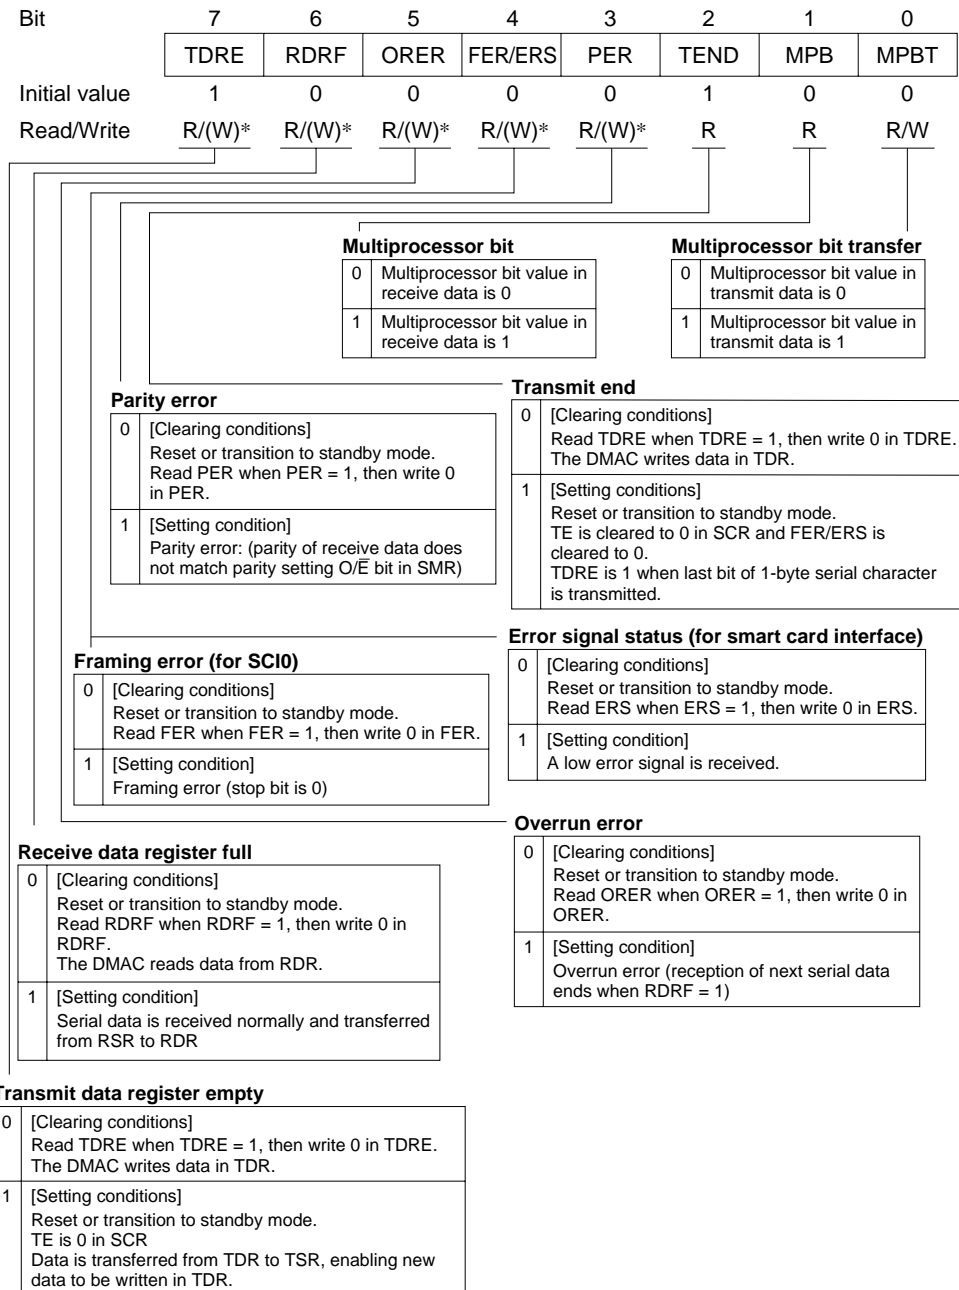 Bit 7 6 5 4 3 2 1 0
TDRE RDRF ORER FER/ERS PER TEND MPB MPBT
Initial value 1 0 0 0 0 1 0 0
Read/Write R/(W)* R/(W)* R/(W)* R/(W)* R/(W)* R R R/W
Multiprocessor bit
0 Multiprocessor bit value in
receive data is 0
1 Multiprocessor bit value in
receive data is 1
Multiprocessor bit transfer
0 Multiprocessor bit value in
transmit data is 0
1 Multiprocessor bit value in
transmit data is 1
Parity error
0 [Clearing conditions]
Reset or transition to standby mode.
Read PER when PER = 1, then write 0
in PER.
1 [Setting condition]
Parity error: (parity of receive data does
not match parity setting O/E̅ bit in SMR)
Transmit end
0 [Clearing conditions]
Read TDRE when TDRE = 1, then write 0 in TDRE.
The DMAC writes data in TDR.
1 [Setting conditions]
Reset or transition to standby mode.
TE is cleared to 0 in SCR and FER/ERS is
cleared to 0.
TDRE is 1 when last bit of 1-byte serial character
is transmitted.
Framing error (for SCI0)
0 [Clearing conditions]
Reset or transition to standby mode.
Read FER when FER = 1, then write 0 in FER.
1 [Setting condition]
Framing error (stop bit is 0)
Error signal status (for smart card interface)
0 [Clearing conditions]
Reset or transition to standby mode.
Read ERS when ERS = 1, then write 0 in ERS.
1 [Setting condition]
A low error signal is received.
Receive data register full
0 [Clearing conditions]
Reset or transition to standby mode.
Read RDRF when RDRF = 1, then write 0 in
RDRF.
The DMAC reads data from RDR.
1 [Setting condition]
Serial data is received normally and transferred
from RSR to RDR
Overrun error
0 [Clearing conditions]
Reset or transition to standby mode.
Read ORER when ORER = 1, then write 0 in
ORER.
1 [Setting condition]
Overrun error (reception of next serial data
ends when RDRF = 1)
Transmit data register empty
0 [Clearing conditions]
Read TDRE when TDRE = 1, then write 0 in TDRE.
The DMAC writes data in TDR.
1 [Setting conditions]
Reset or transition to standby mode.
TE is 0 in SCR
Data is transferred from TDR to TSR, enabling new
data to be written in TDR.